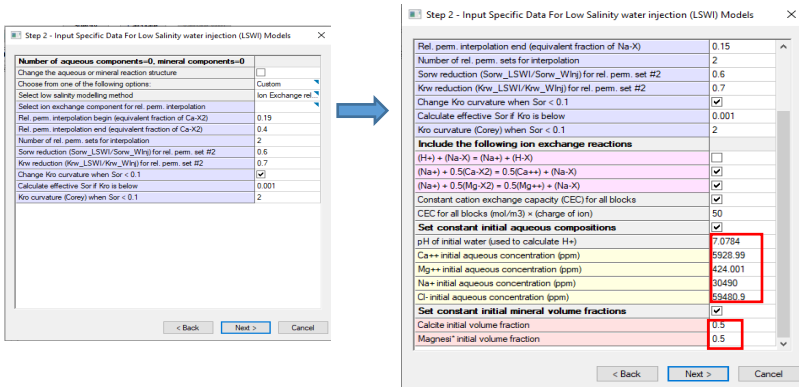 Step 2 - Input Specific Data For Low Salinity water injection (LSWI) Models
Number of aqueous components=0, mineral components=0
Change the aqueous or mineral reaction structure
Choose from one of the following options: Custom
Select low salinity modelling method Ion Exchange rel...
Select ion exchange component for rel. perm. interpolation
Rel. perm. interpolation begin (equivalent fraction of Ca-X2) 0.19
Rel. perm. interpolation end (equivalent fraction of Ca-X2) 0.4
Number of rel. perm. sets for interpolation 2
Sorw reduction (Sorw_LSWI/Sorw_WInj) for rel. perm. set #2 0.6
Krw reduction (Krw_LSWI/Krw_WInj) for rel. perm. set #2 0.7
Change Kro curvature when Sor < 0.1
Calculate effective Sor if Kro is below 0.001
Kro curvature (Corey) when Sor < 0.1 2
< Back Next > Cancel
Step 2 - Input Specific Data For Low Salinity water injection (LSWI) Models
Rel. perm. interpolation end (equivalent fraction of Na-X) 0.15
Number of rel. perm. sets for interpolation 2
Sorw reduction (Sorw_LSWI/Sorw_WInj) for rel. perm. set #2 0.6
Krw reduction (Krw_LSWI/Krw_WInj) for rel. perm. set #2 0.7
Change Kro curvature when Sor < 0.1
Calculate effective Sor if Kro is below 0.001
Kro curvature (Corey) when Sor < 0.1 2
Include the following ion exchange reactions
(H+) + (Na-X) = (Na+) + (H-X)
(Na+) + 0.5(Ca-X2) = 0.5(Ca++) + (Na-X)
(Na+) + 0.5(Mg-X2) = 0.5(Mg++) + (Na-X)
Constant cation exchange capacity (CEC) for all blocks
CEC for all blocks (mol/m3) × (charge of ion) 50
Set constant initial aqueous compositions
pH of initial water (used to calculate H+) 7.0784
Ca++ initial aqueous concentration (ppm) 5928.99
Mg++ initial aqueous concentration (ppm) 424.001
Na+ initial aqueous concentration (ppm) 30490
Cl- initial aqueous concentration (ppm) 59480.9
Set constant initial mineral volume fractions
Calcite initial volume fraction 0.5
Magnesi* initial volume fraction 0.5
< Back Next > Cancel